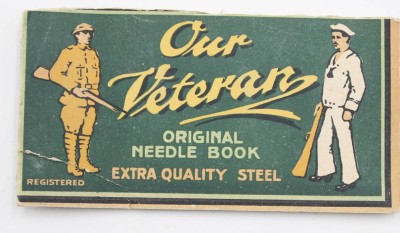 Our
Veteran
ORIGINAL
NEEDLE BOOK
EXTRA QUALITY STEEL
REGISTERED